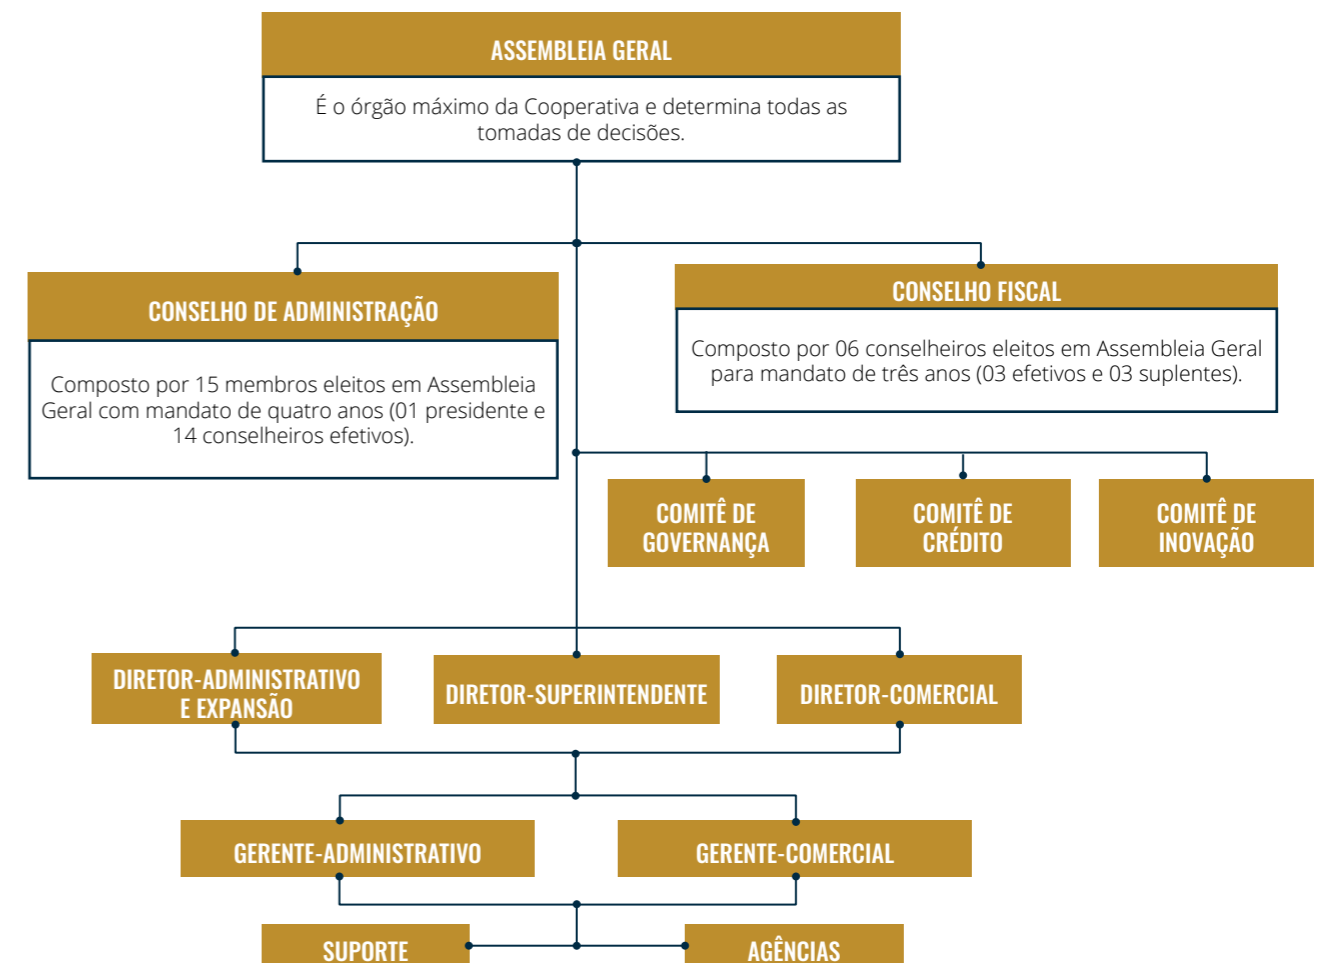 ASSEMBLEIA GERAL
É o órgão máximo da Cooperativa e determina todas as
tomadas de decisões.
CONSELHO DE ADMINISTRAÇÃO
Composto por 15 membros eleitos em Assembleia
Geral com mandato de quatro anos (01 presidente e
14 conselheiros efetivos).
CONSELHO FISCAL
Composto por 06 conselheiros eleitos em Assembleia Geral
para mandato de três anos (03 efetivos e 03 suplentes).
COMITÊ DE
GOVERNANÇA
COMITÊ DE
CRÉDITO
COMITÊ DE
INOVAÇÃO
DIRETOR-ADMINISTRATIVO
E EXPANSÃO
DIRETOR-SUPERINTENDENTE
DIRETOR-COMERCIAL
GERENTE-ADMINISTRATIVO
GERENTE-COMERCIAL
SUPORTE
AGÊNCIAS